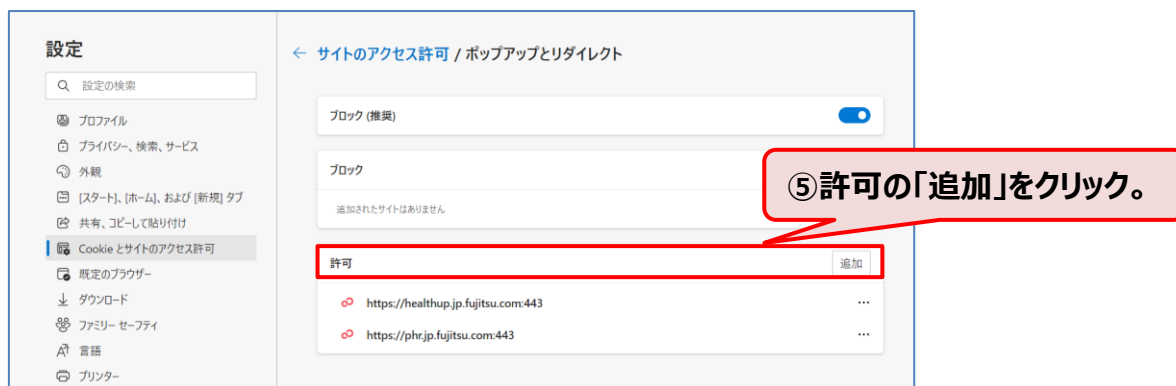 設定
設定の検索
プロファイル
プライバシー、検索、サービス
外観
[スタート]、[ホーム]、および [新規] タブ
共有、コピーして貼り付け
Cookie とサイトのアクセス許可
既定のブラウザー
ダウンロード
ファミリー セーフティ
言語
プリンター
← サイトのアクセス許可 / ポップアップとリダイレクト
ブロック (推奨)
ブロック
追加されたサイトはありません
⑤許可の「追加」をクリック。
許可 追加
https://healthup.jp.fujitsu.com:443 ...
https://phr.jp.fujitsu.com:443 ...